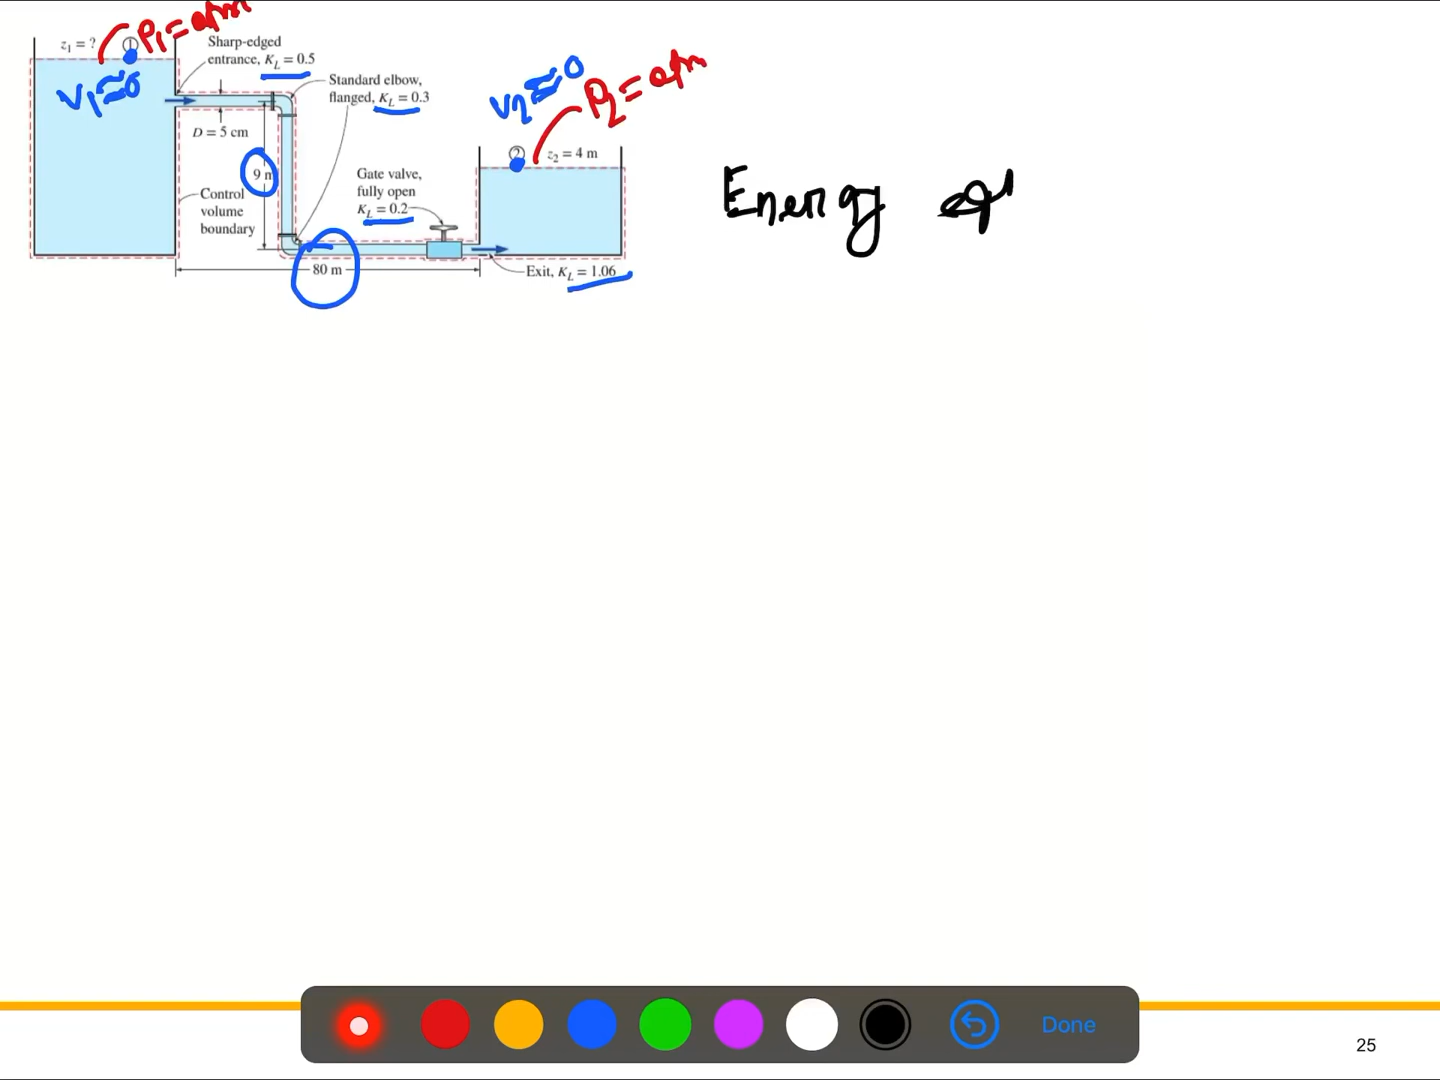 z₁ = ?
①
P₁ = atm
V₁ ≅ 0
Sharp-edged
entrance, K_L = 0.5
Standard elbow,
flanged, K_L = 0.3
D = 5 cm
9 m
Control
volume
boundary
Gate valve,
fully open
K_L = 0.2
V₂ ≅ 0
P₂ = atm
②
z₂ = 4 m
80 m
Exit, K_L = 1.06
Energy eq
Done
25